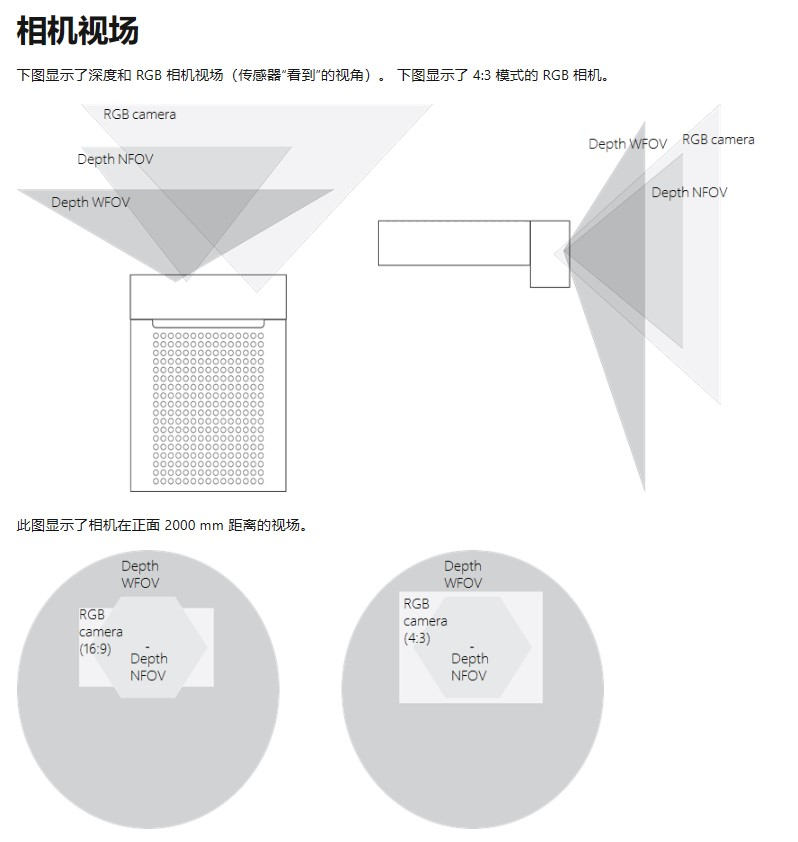 相机视场
下图显示了深度和 RGB 相机视场（传感器“看到”的视角）。 下图显示了 4:3 模式的 RGB 相机。
RGB camera
Depth NFOV
Depth WFOV
Depth WFOV
RGB camera
Depth NFOV
此图显示了相机在正面 2000 mm 距离的视场。
Depth
WFOV
RGB
camera
(16:9)
Depth
NFOV
Depth
WFOV
RGB
camera
(4:3)
Depth
NFOV